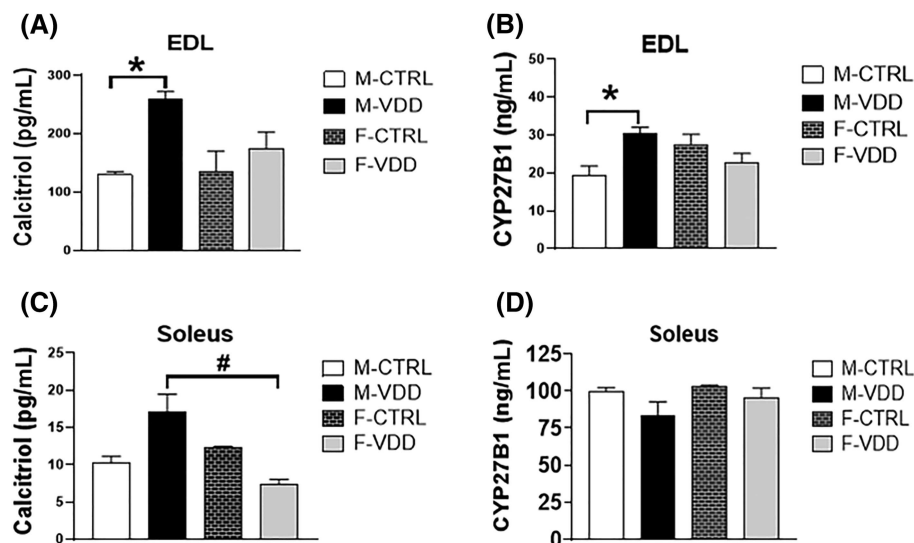 (A)
EDL
*
Calcitriol (pg/mL)
300
200
100
0
M-CTRL
M-VDD
F-CTRL
F-VDD
(B)
EDL
*
CYP27B1 (ng/mL)
50
40
30
20
10
0
M-CTRL
M-VDD
F-CTRL
F-VDD
(C)
Soleus
#
Calcitriol (pg/mL)
25
20
15
10
5
0
M-CTRL
M-VDD
F-CTRL
F-VDD
(D)
Soleus
CYP27B1 (ng/mL)
125
100
75
50
25
0
M-CTRL
M-VDD
F-CTRL
F-VDD